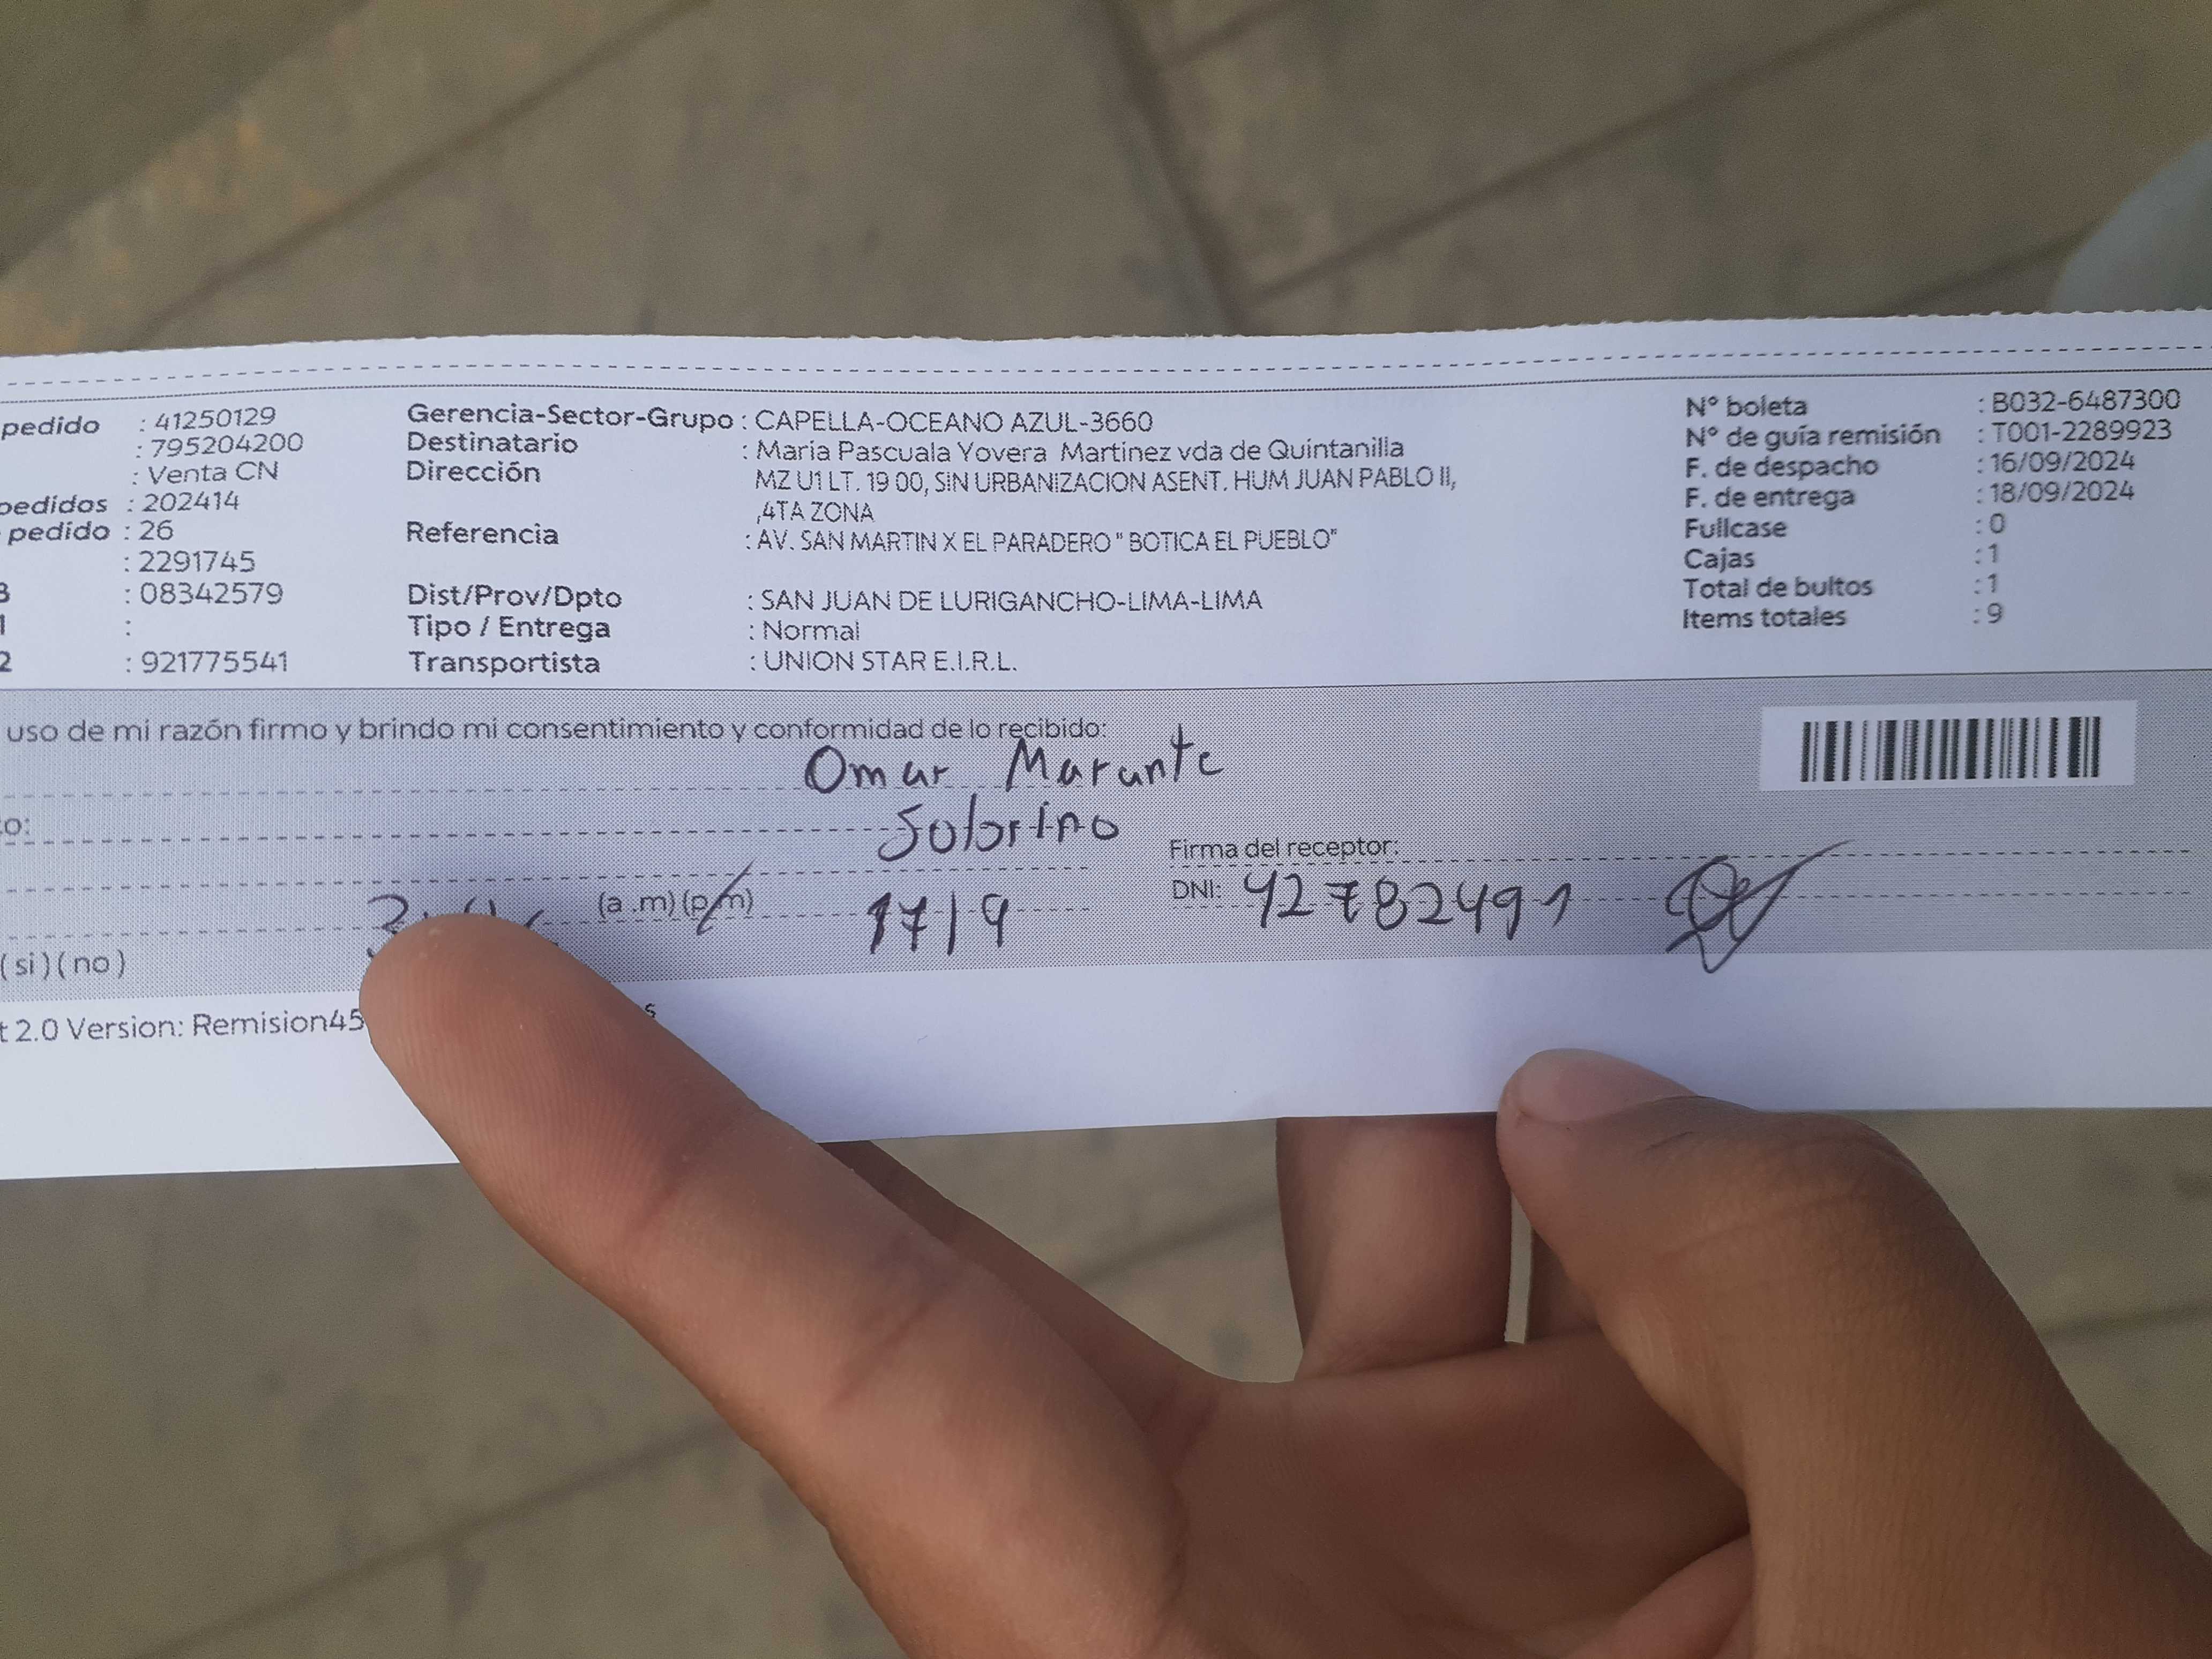 pedido : 41250129
: 795204200
: Venta CN
pedidos : 202414
pedido : 26
: 2291745
3 : 08342579
1 :
2 : 921775541
Gerencia-Sector-Grupo : CAPELLA-OCEANO AZUL-3660
Destinatario : Maria Pascuala Yovera Martinez vda de Quintanilla
Dirección MZ U1 LT. 19 00, SIN URBANIZACION ASENT. HUM JUAN PABLO II,
,4TA ZONA
Referencia : AV. SAN MARTIN X EL PARADERO " BOTICA EL PUEBLO"
Dist/Prov/Dpto : SAN JUAN DE LURIGANCHO-LIMA-LIMA
Tipo / Entrega : Normal
Transportista : UNION STAR E.I.R.L.
N° boleta : B032-6487300
N° de guía remisión : T001-2289923
F. de despacho : 16/09/2024
F. de entrega : 18/09/2024
Fullcase : 0
Cajas : 1
Total de bultos : 1
Items totales : 9
uso de mi razón firmo y brindo mi consentimiento y conformidad de lo recibido:
Omar Marante
o:
Sobrino
Firma del receptor:
(a .m) (p.m) 17/9 DNI: 42782491
(si) (no)
t 2.0 Version: Remision45